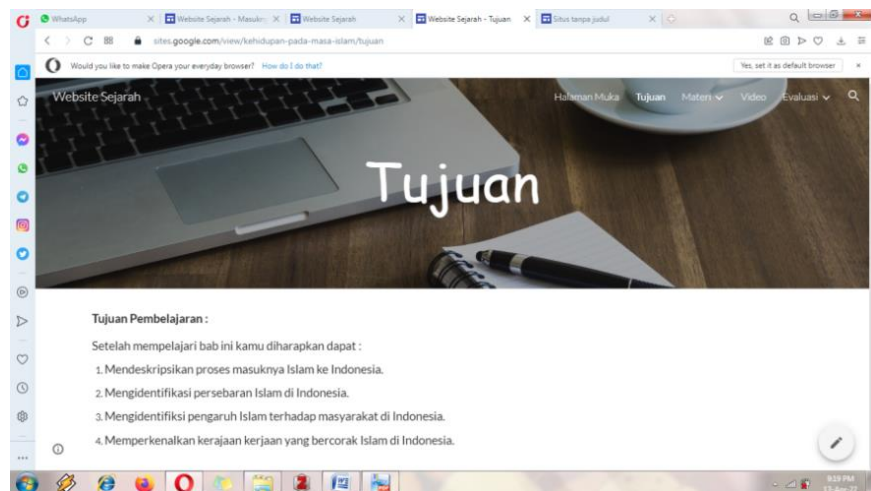 WhatsApp
Website Sejarah - Masukn
Website Sejarah
Website Sejarah - Tujuan
Situs tanpa judul
sites.google.com/view/kehidupan-pada-masa-islam/tujuan
Would you like to make Opera your everyday browser? How do I do that?
Yes, set it as default browser
Website Sejarah
Halaman Muka
Tujuan
Materi
Video
Evaluasi
Tujuan
Tujuan Pembelajaran :
Setelah mempelajari bab ini kamu diharapkan dapat :
1. Mendeskripsikan proses masuknya Islam ke Indonesia.
2. Mengidentifikasi persebaran Islam di Indonesia.
3. Mengidentifiksi pengaruh Islam terhadap masyarakat di Indonesia.
4. Memperkenalkan kerajaan kerjaan yang bercorak Islam di Indonesia.
9:19 PM